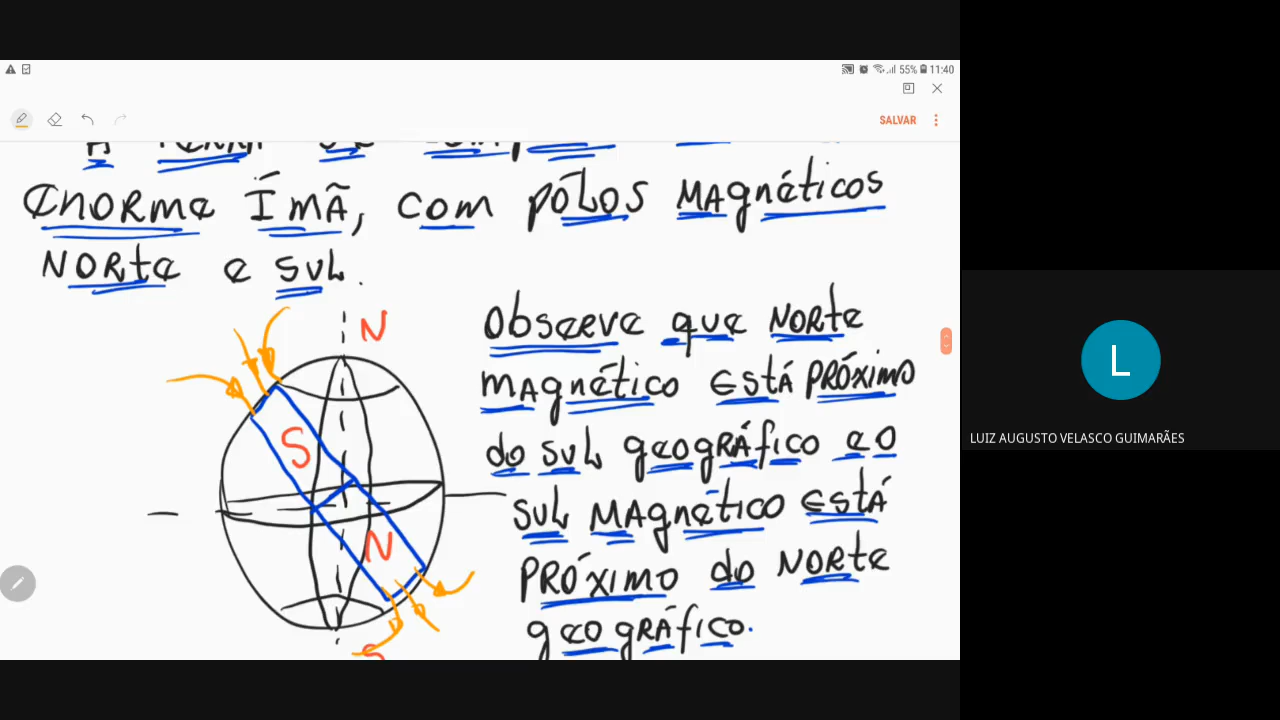 55% 11:40
SALVAR
ENORME ÍMÃ, COM PÓLOS MAGNÉTICOS
NORTE E SUL.
N
S
N
S
OBSERVE QUE NORTE
MAGNÉTICO ESTÁ PRÓXIMO
DO SUL GEOGRÁFICO E O
SUL MAGNÉTICO ESTÁ
PRÓXIMO DO NORTE
GEOGRÁFICO.
L
LUIZ AUGUSTO VELASCO GUIMARÃES